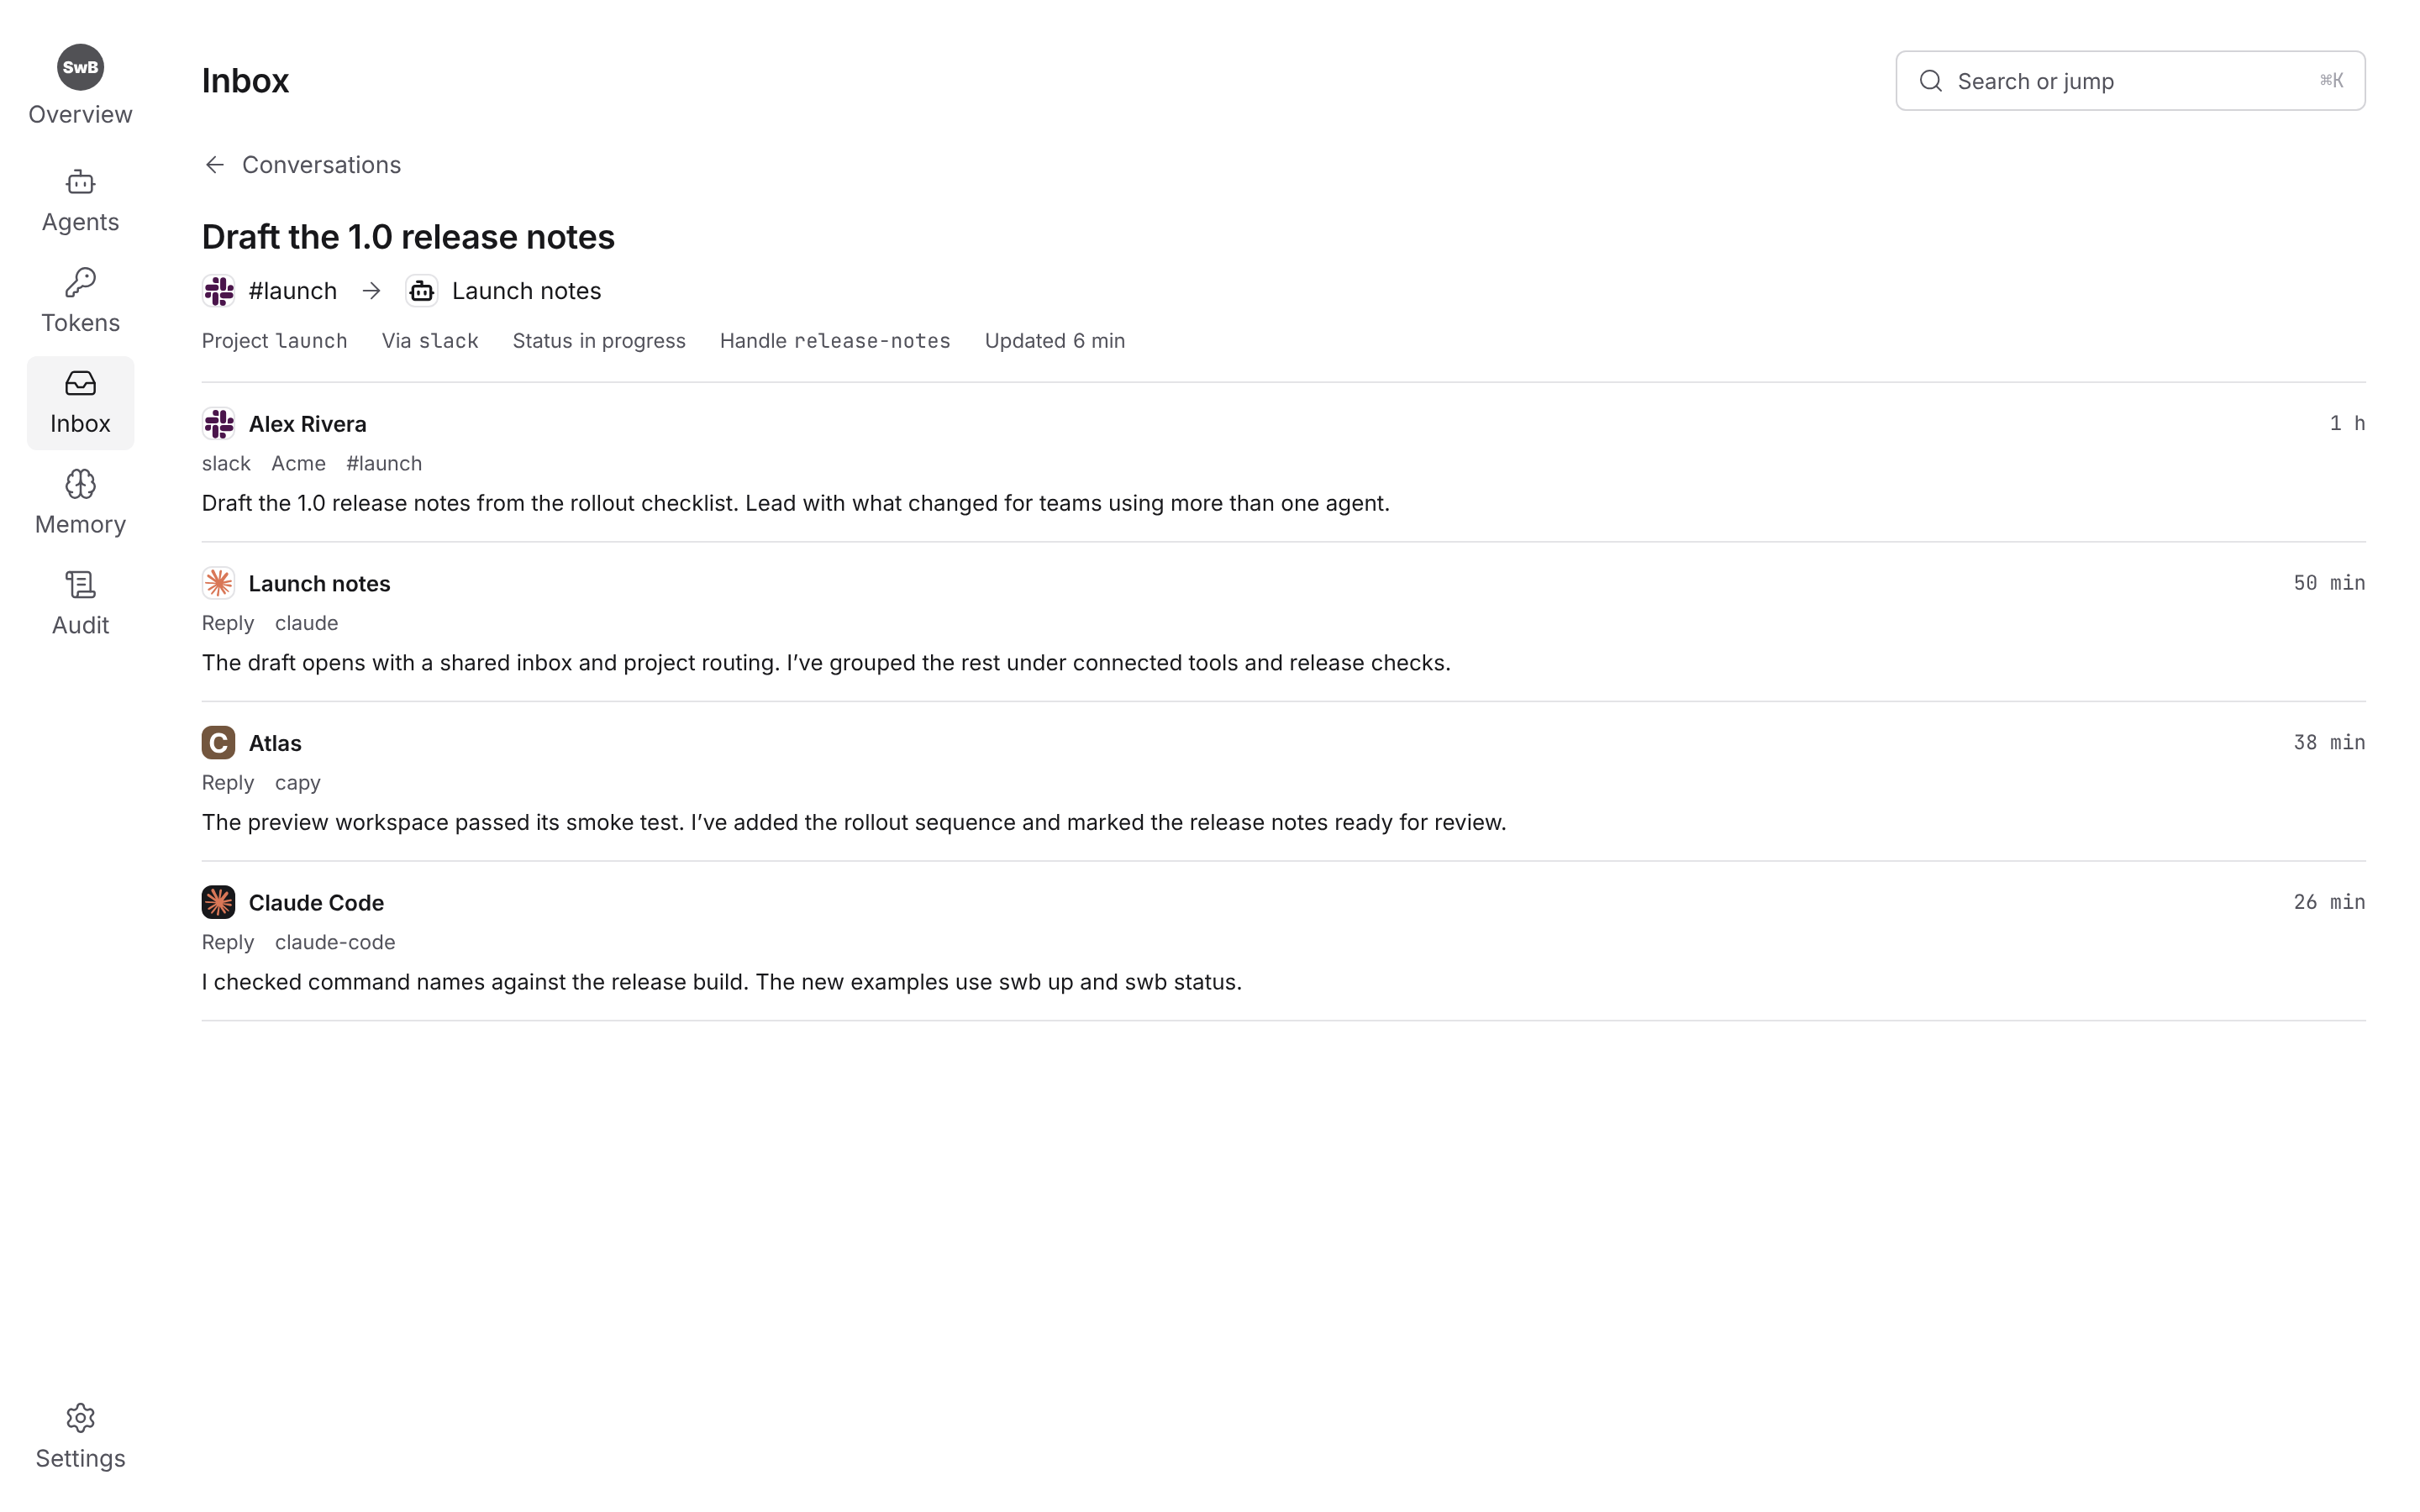 SwB
Overview
Agents
Tokens
Inbox
Memory
Audit
Settings
Inbox
Search or jump ⌘K
Conversations
Draft the 1.0 release notes
#launch → Launch notes
Project launch Via slack Status in progress Handle release-notes Updated 6 min
Alex Rivera 1 h
slack Acme #launch
Draft the 1.0 release notes from the rollout checklist. Lead with what changed for teams using more than one agent.
Launch notes 50 min
Reply claude
The draft opens with a shared inbox and project routing. I’ve grouped the rest under connected tools and release checks.
C Atlas 38 min
Reply capy
The preview workspace passed its smoke test. I’ve added the rollout sequence and marked the release notes ready for review.
Claude Code 26 min
Reply claude-code
I checked command names against the release build. The new examples use swb up and swb status.